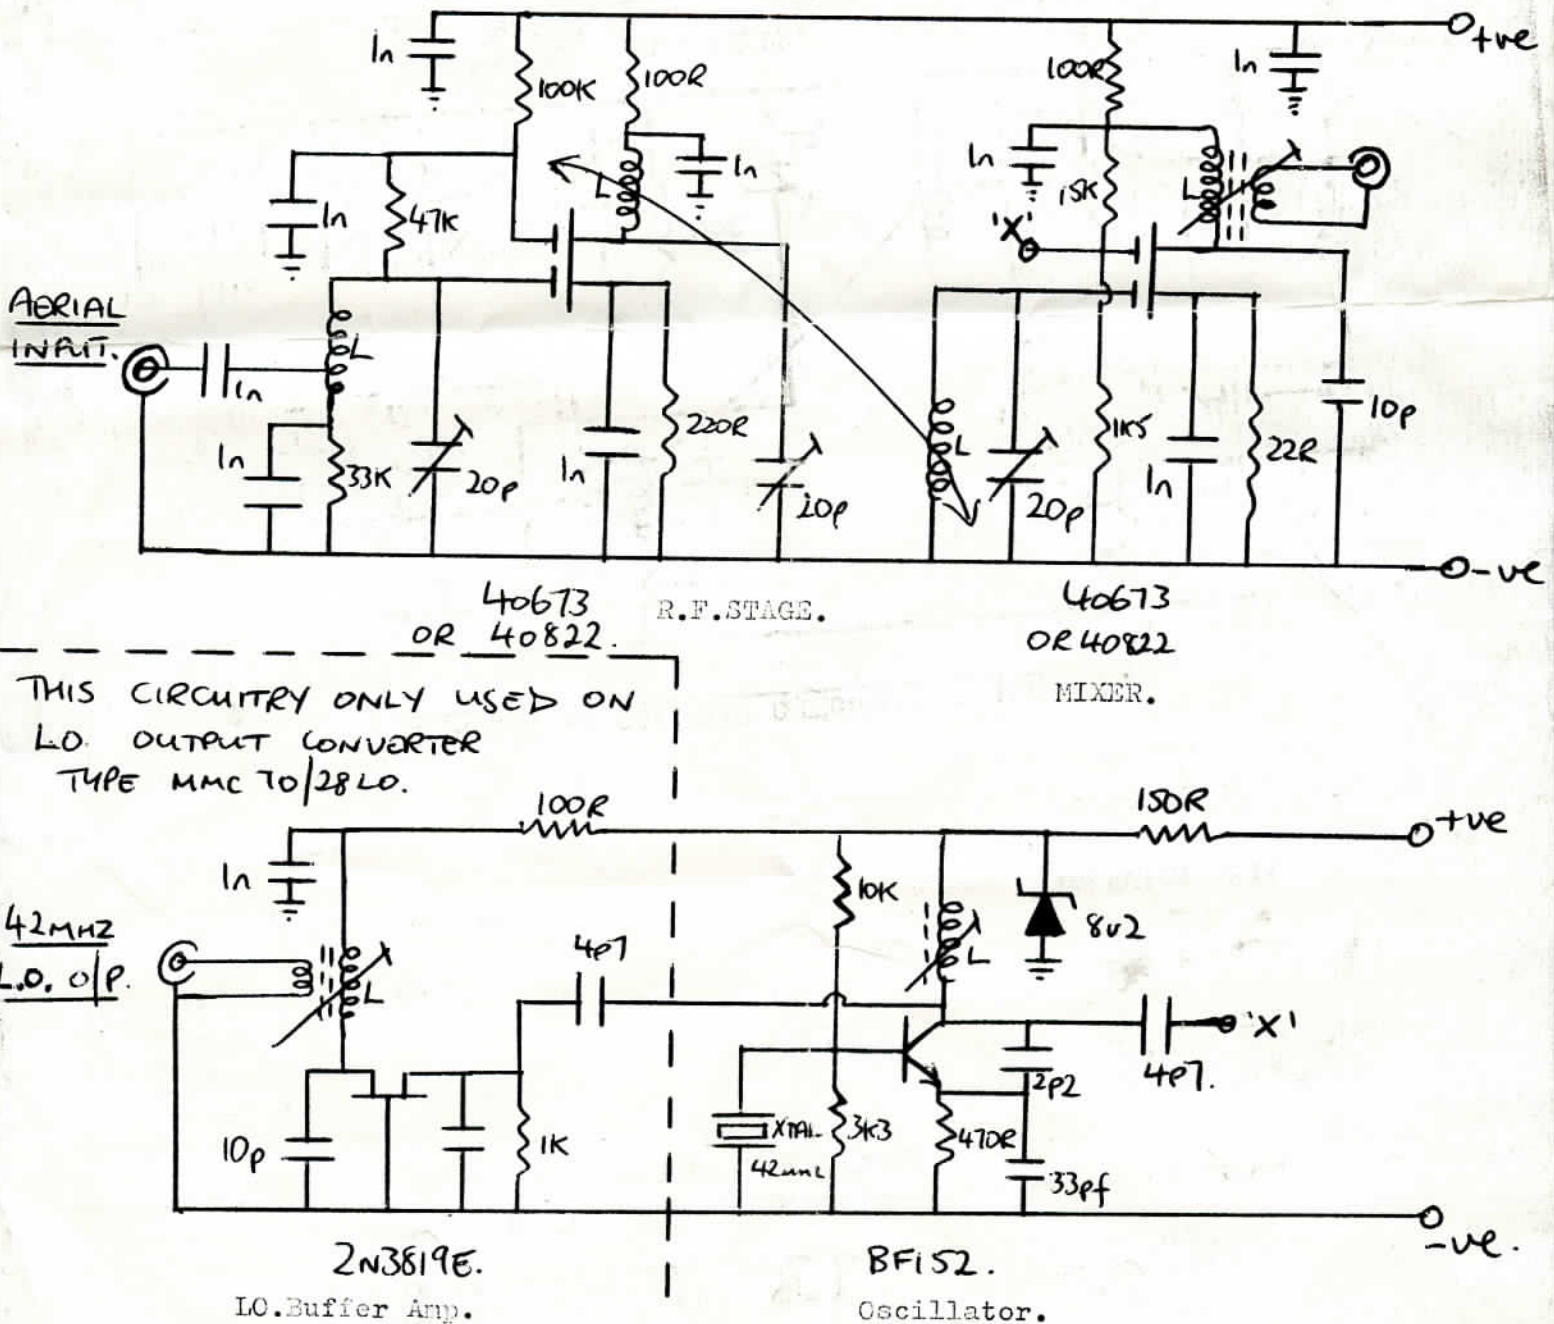 +ve
1n
100K
100R
100R
1n
1n
1n
47K
L
1n
15K
L
'X'
AERIAL
INPUT.
1n
L
1n
33K
20p
1n
220R
20p
L
20p
1K5
1n
22R
10p
-ve
40673
OR 40822.
R.F.STAGE.
40673
OR 40822
MIXER.
THIS CIRCUITRY ONLY USED ON
L.O. OUTPUT CONVERTER
TYPE MMC 70/28 LO.
100R
150R
+ve
1n
10K
8v2
42MHZ
L.O. O/P.
L
4p7
L
'X'
2p2
4p7.
10p
1K
XTAL
42MHZ
3K3
470R
33pf
-ve.
2N3819E.
BF152.
LO.Buffer Amp.
Oscillator.